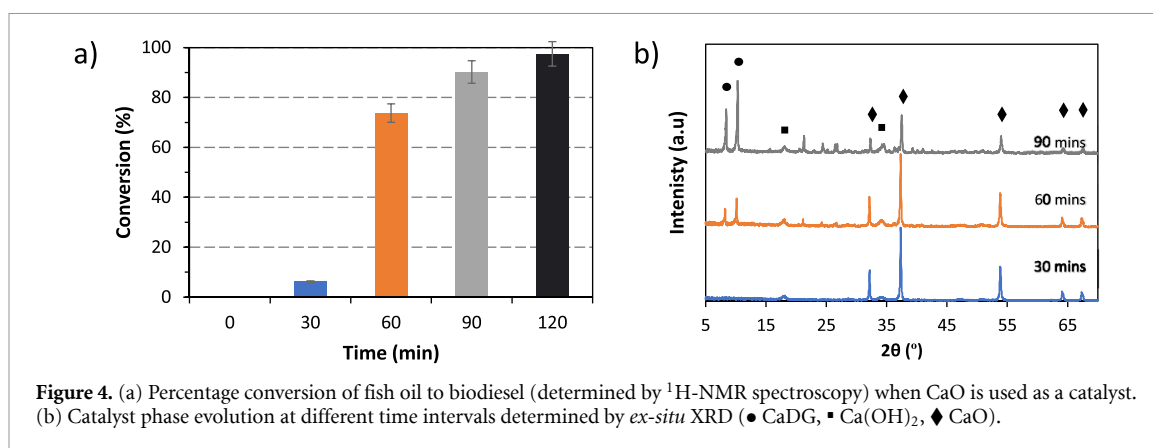 a)
100
80
60
40
20
0
Conversion (%)
0 30 60 90 120
Time (min)
b)
Intenisty (a.u)
90 mins
60 mins
30 mins
5 15 25 35 45 55 65
2θ (°)
Figure 4. (a) Percentage conversion of fish oil to biodiesel (determined by ¹H-NMR spectroscopy) when CaO is used as a catalyst.
(b) Catalyst phase evolution at different time intervals determined by ex-situ XRD (● CaDG, ▪ Ca(OH)₂, ♦ CaO).